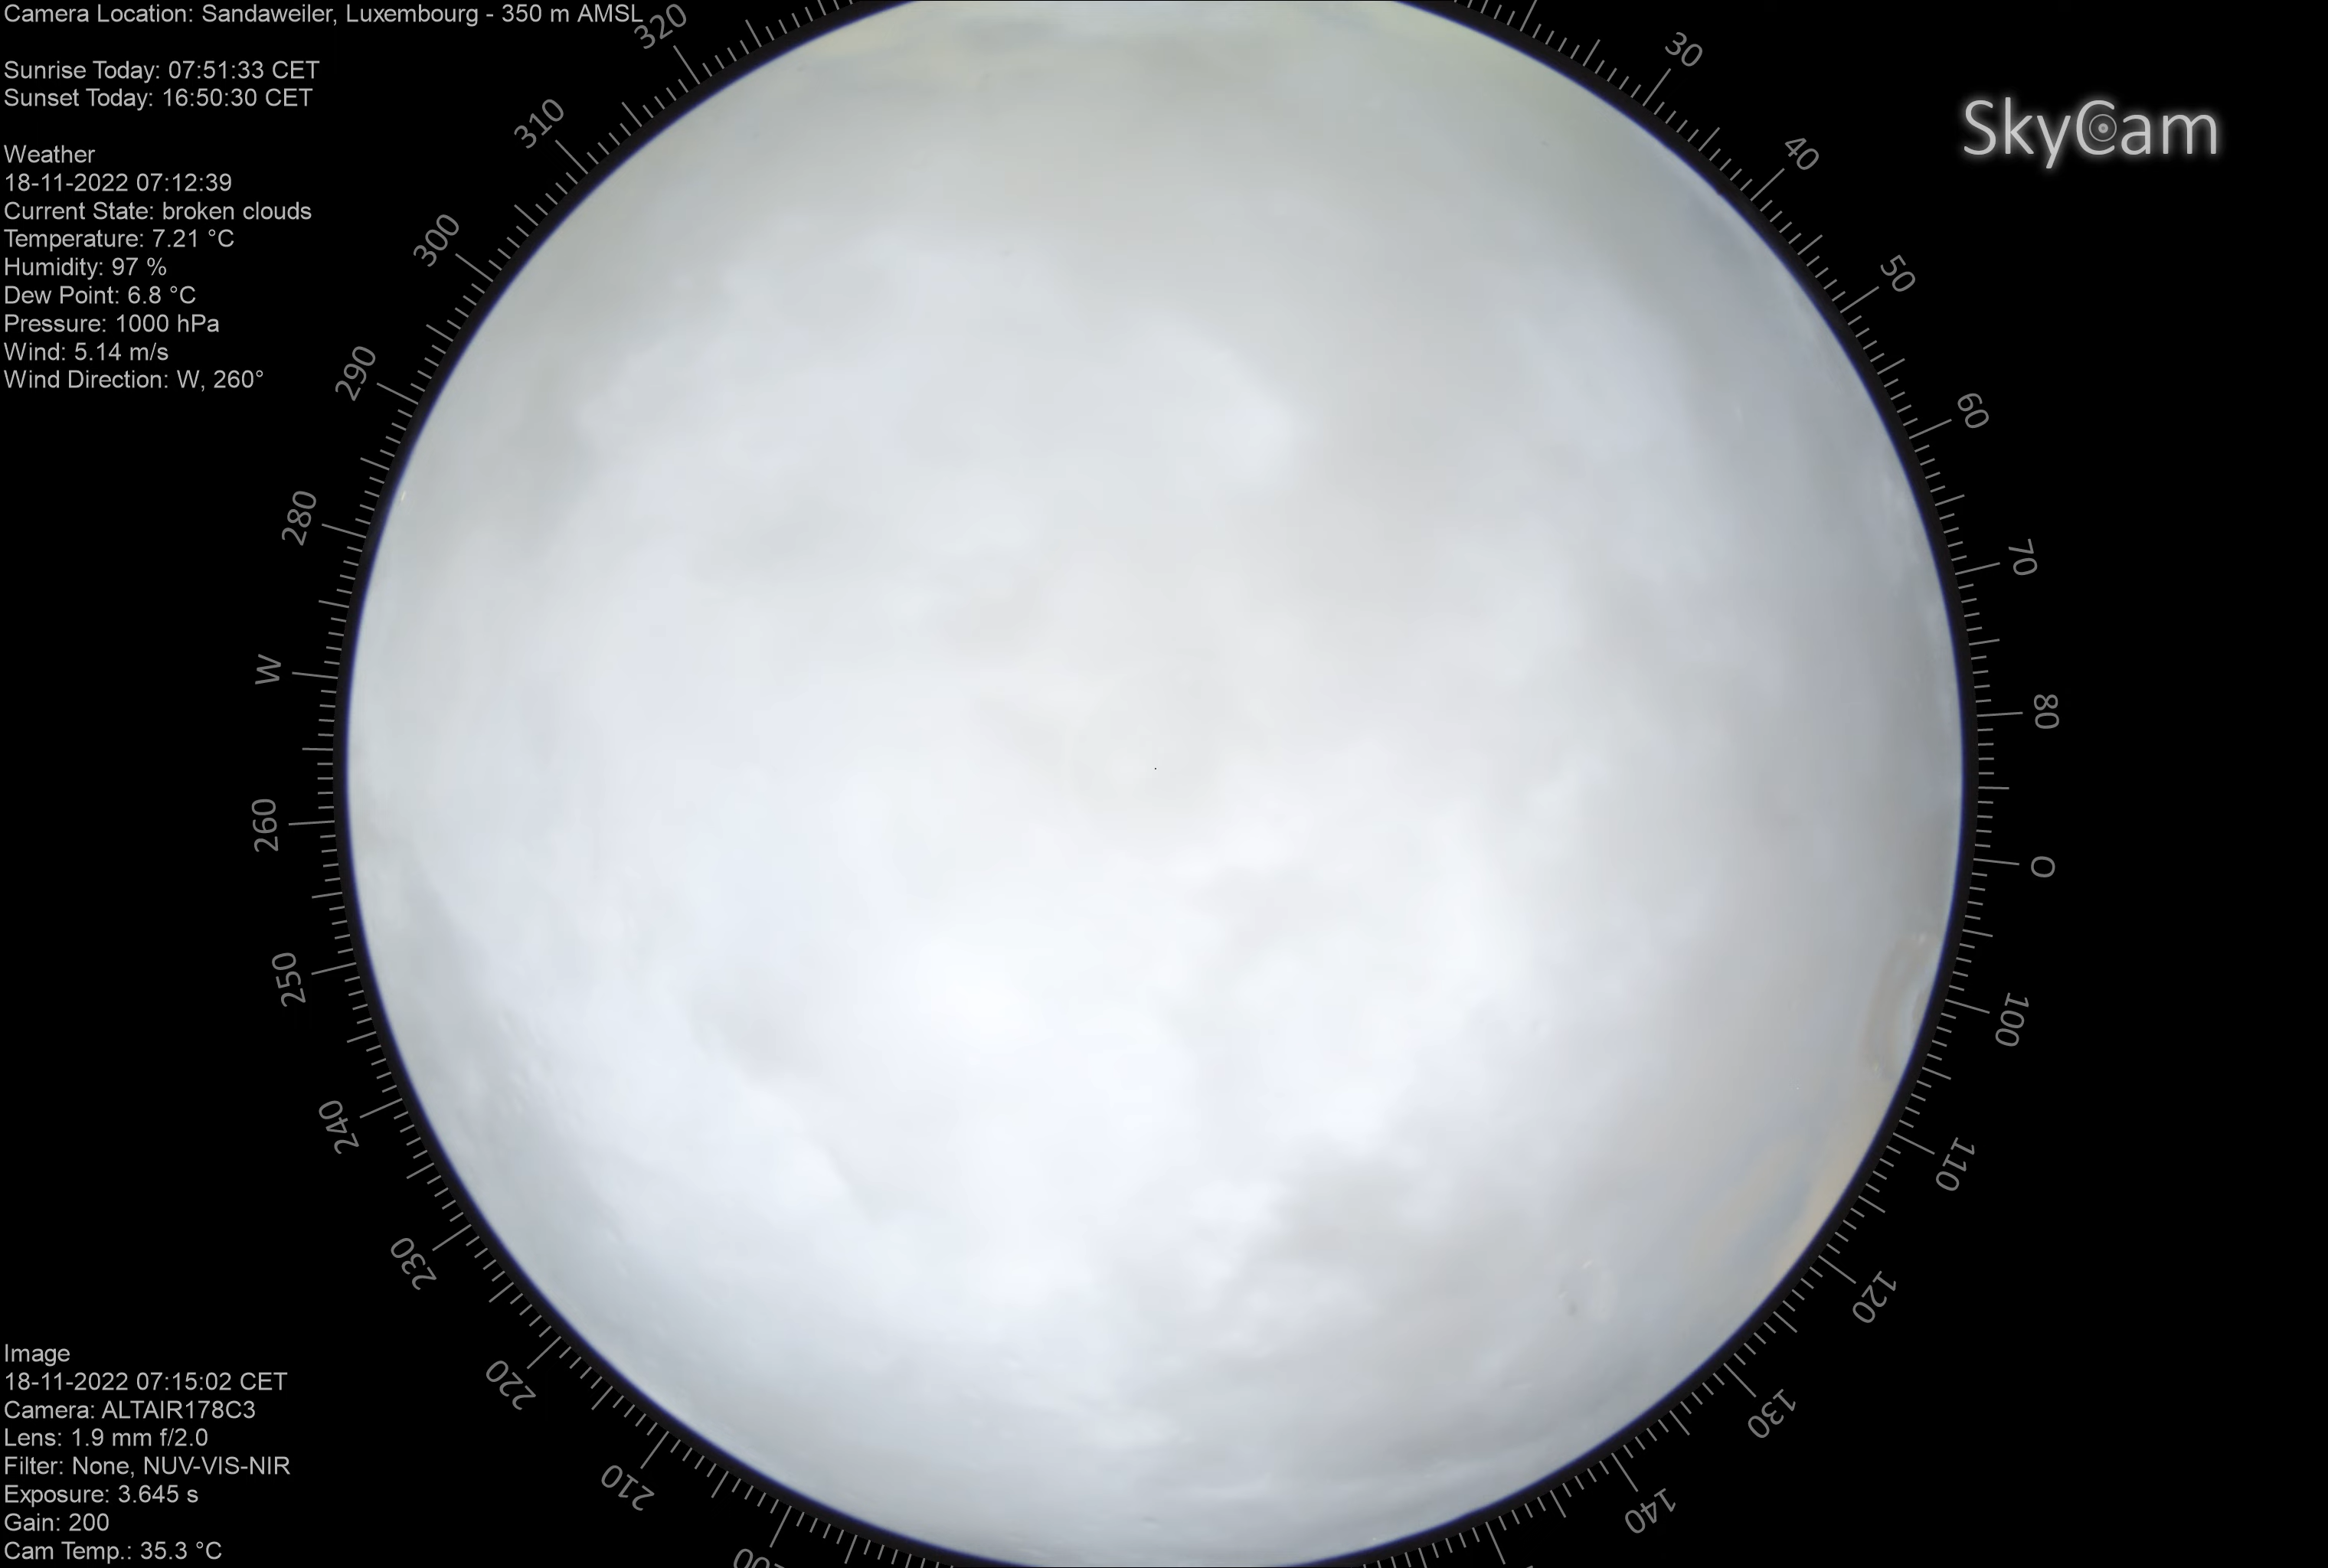 Camera Location: Sandaweiler, Luxembourg - 350 m AMSL
Sunrise Today: 07:51:33 CET
Sunset Today: 16:50:30 CET
Weather
18-11-2022 07:12:39
Current State: broken clouds
Temperature: 7.21 °C
Humidity: 97 %
Dew Point: 6.8 °C
Pressure: 1000 hPa
Wind: 5.14 m/s
Wind Direction: W, 260°
SkyCam
320
310
300
290
280
W
260
250
240
230
220
210
200
30
40
50
60
70
80
O
100
110
120
130
140
Image
18-11-2022 07:15:02 CET
Camera: ALTAIR178C3
Lens: 1.9 mm f/2.0
Filter: None, NUV-VIS-NIR
Exposure: 3.645 s
Gain: 200
Cam Temp.: 35.3 °C